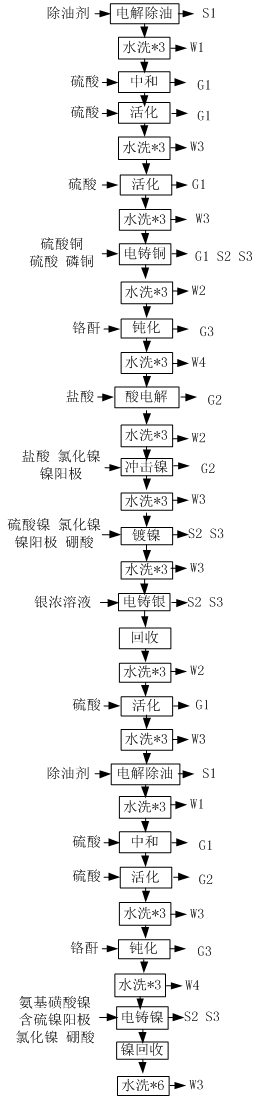 除油剂 电解除油 S1
水洗*3 W1
硫酸 中和 G1
硫酸 活化 G1
水洗*3 W3
硫酸 活化 G1
水洗*3 W3
硫酸铜
硫酸 磷铜 电铸铜 G1 S2 S3
水洗*3 W2
铬酐 钝化 G3
水洗*3 W4
盐酸 酸电解 G2
水洗*3 W2
盐酸 氯化镍
镍阳极 冲击镍 G2
水洗*3 W3
硫酸镍 氯化镍
镍阳极 硼酸 镀镍 S2 S3
水洗*3 W3
银浓溶液 电铸银 S2 S3
回收
水洗*3 W2
硫酸 活化 G1
水洗*3 W3
除油剂 电解除油 S1
水洗*3 W1
硫酸 中和 G1
硫酸 活化 G2
水洗*3 W3
铬酐 钝化 G3
水洗*3 W4
氨基磺酸镍
含硫镍阳极 电铸镍 S2 S3
氯化镍 硼酸
镍回收
水洗*6 W3